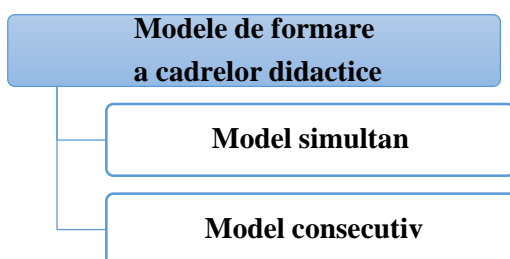 Modele de formare
a cadrelor didactice
Model simultan
Model consecutiv